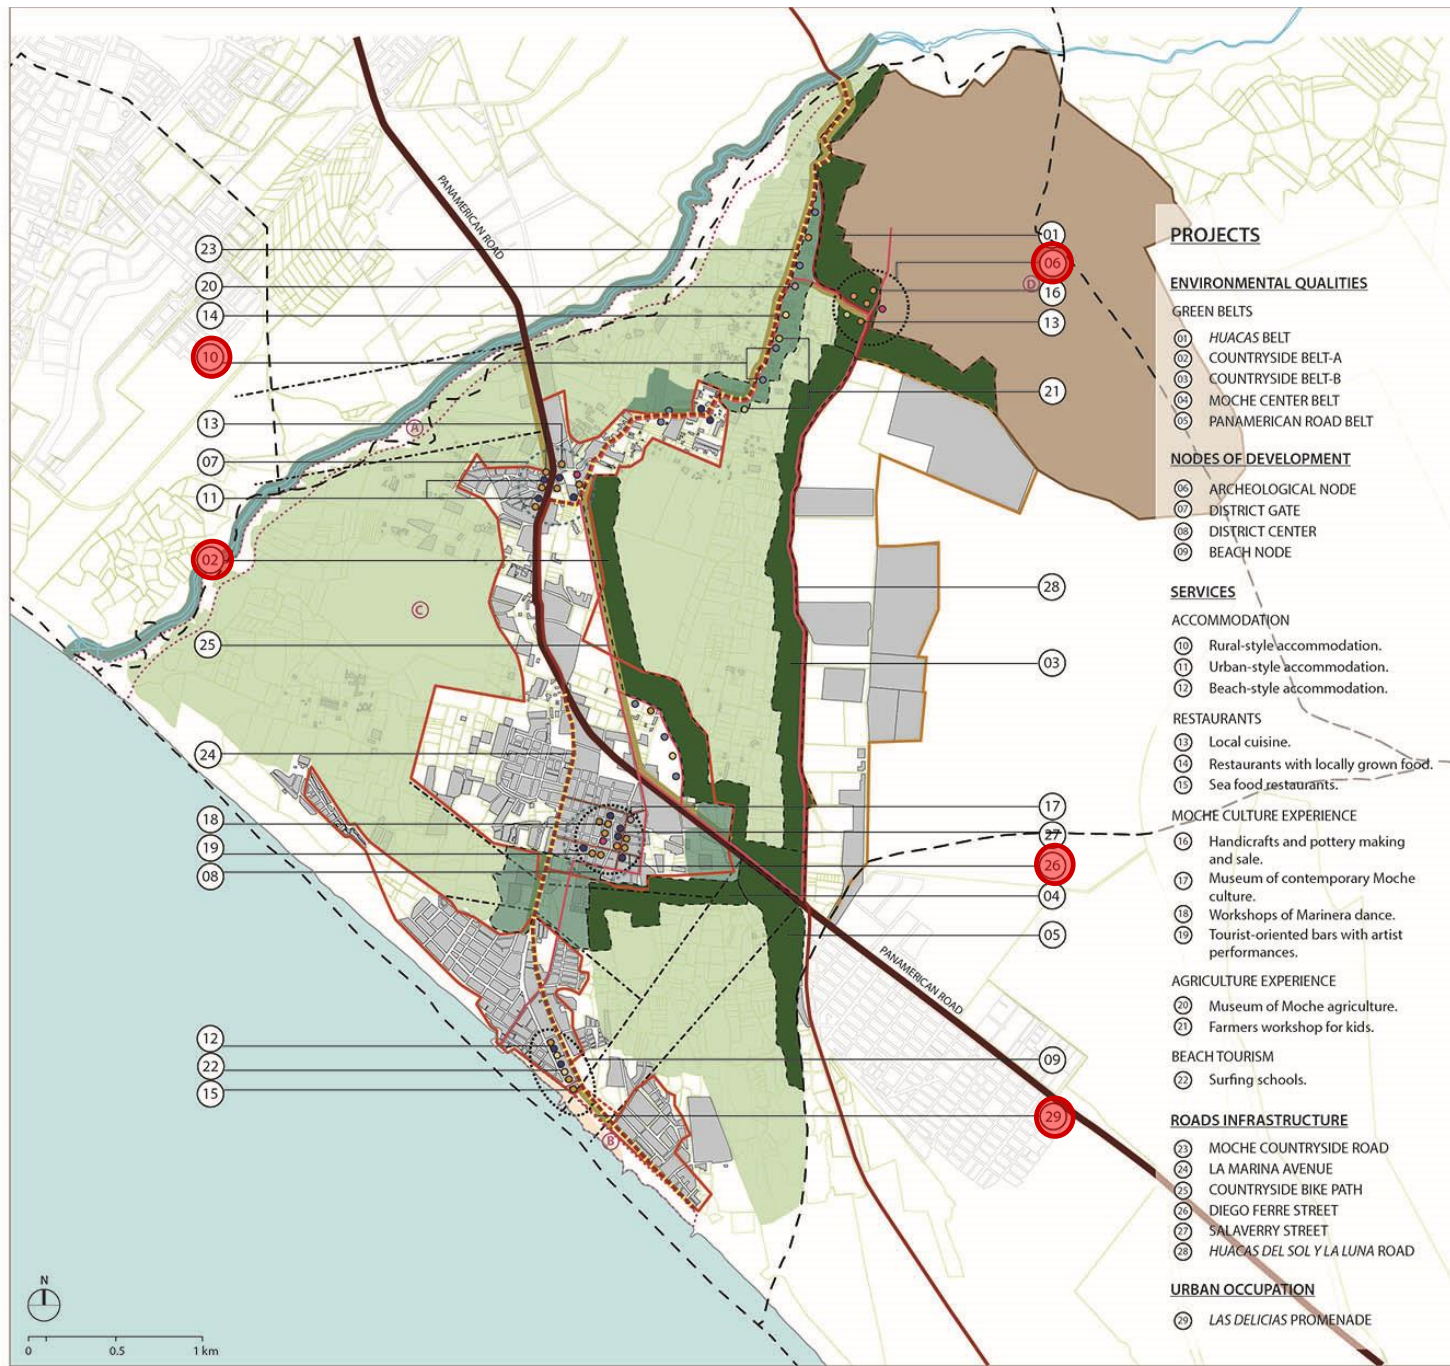 PANAMERICAN ROAD
23
20
14
10
13
07
11
02
25
24
18
19
08
12
22
15
01
06
D
16
13
21
28
03
17
27
26
04
05
09
29
A
C
B
PANAMERICAN ROAD
N
0 0.5 1 km
PROJECTS
ENVIRONMENTAL QUALITIES
GREEN BELTS
01 HUACAS BELT
02 COUNTRYSIDE BELT-A
03 COUNTRYSIDE BELT-B
04 MOCHE CENTER BELT
05 PANAMERICAN ROAD BELT
NODES OF DEVELOPMENT
06 ARCHEOLOGICAL NODE
07 DISTRICT GATE
08 DISTRICT CENTER
09 BEACH NODE
SERVICES
ACCOMMODATION
10 Rural-style accommodation.
11 Urban-style accommodation.
12 Beach-style accommodation.
RESTAURANTS
13 Local cuisine.
14 Restaurants with locally grown food.
15 Sea food restaurants.
MOCHE CULTURE EXPERIENCE
16 Handicrafts and pottery making
and sale.
17 Museum of contemporary Moche
culture.
18 Workshops of Marinera dance.
19 Tourist-oriented bars with artist
performances.
AGRICULTURE EXPERIENCE
20 Museum of Moche agriculture.
21 Farmers workshop for kids.
BEACH TOURISM
22 Surfing schools.
ROADS INFRASTRUCTURE
23 MOCHE COUNTRYSIDE ROAD
24 LA MARINA AVENUE
25 COUNTRYSIDE BIKE PATH
26 DIEGO FERRE STREET
27 SALAVERRY STREET
28 HUACAS DEL SOL Y LA LUNA ROAD
URBAN OCCUPATION
29 LAS DELICIAS PROMENADE